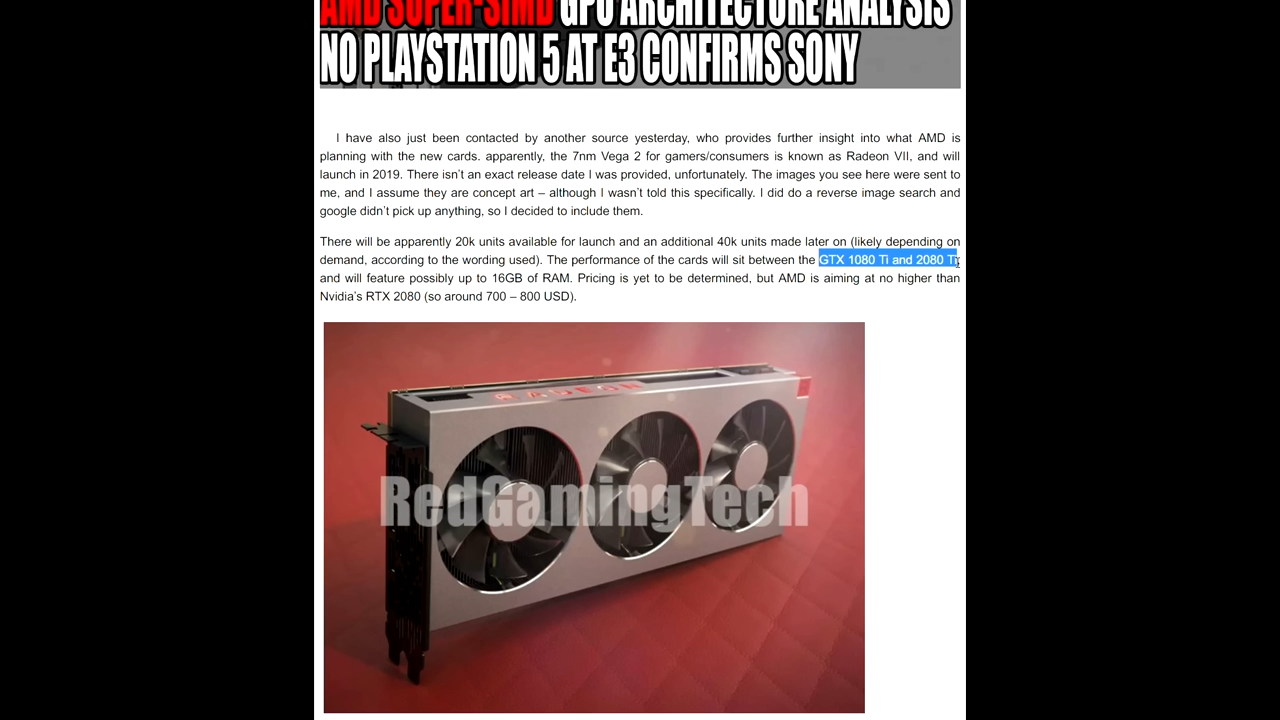 AMD SUPER-SIMD GPU ARCHITECTURE ANALYSIS
NO PLAYSTATION 5 AT E3 CONFIRMS SONY
I have also just been contacted by another source yesterday, who provides further insight into what AMD is
planning with the new cards. apparently, the 7nm Vega 2 for gamers/consumers is known as Radeon VII, and will
launch in 2019. There isn't an exact release date I was provided, unfortunately. The images you see here were sent to
me, and I assume they are concept art – although I wasn't told this specifically. I did do a reverse image search and
google didn't pick up anything, so I decided to include them.
There will be apparently 20k units available for launch and an additional 40k units made later on (likely depending on
demand, according to the wording used). The performance of the cards will sit between the GTX 1080 Ti and 2080 Ti,
and will feature possibly up to 16GB of RAM. Pricing is yet to be determined, but AMD is aiming at no higher than
Nvidia's RTX 2080 (so around 700 – 800 USD).
RADEON
RedGamingTech